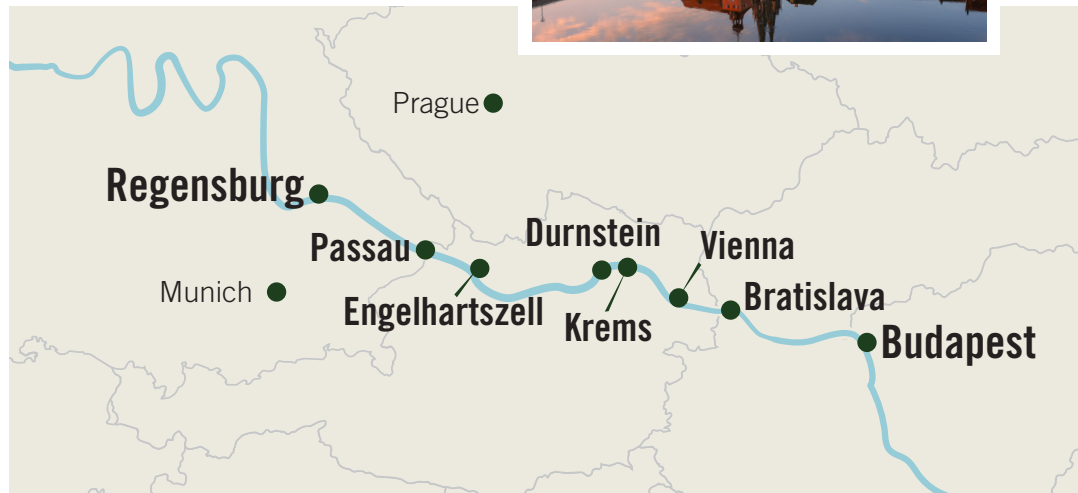 Prague
Regensburg
Passau
Durnstein
Vienna
Munich
Engelhartszell
Krems
Bratislava
Budapest